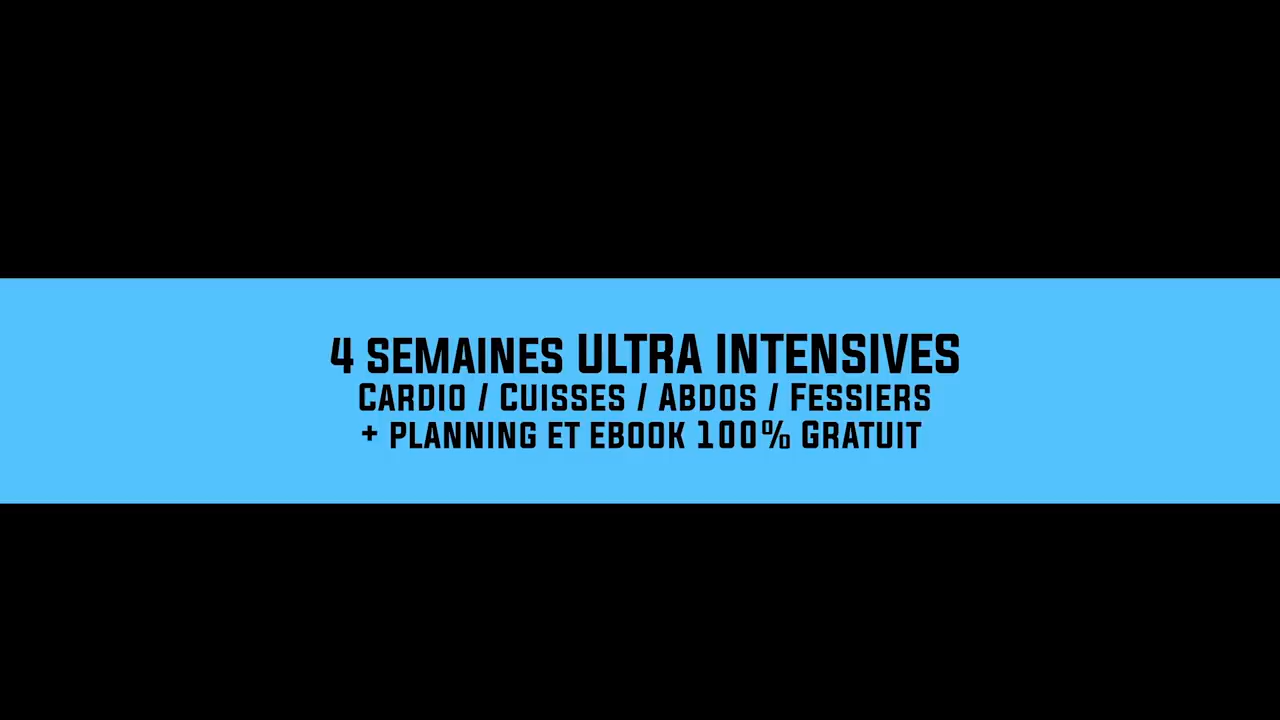 4 SEMAINES ULTRA INTENSIVES
CARDIO / CUISSES / ABDOS / FESSIERS
+ PLANNING ET EBOOK 100% GRATUIT